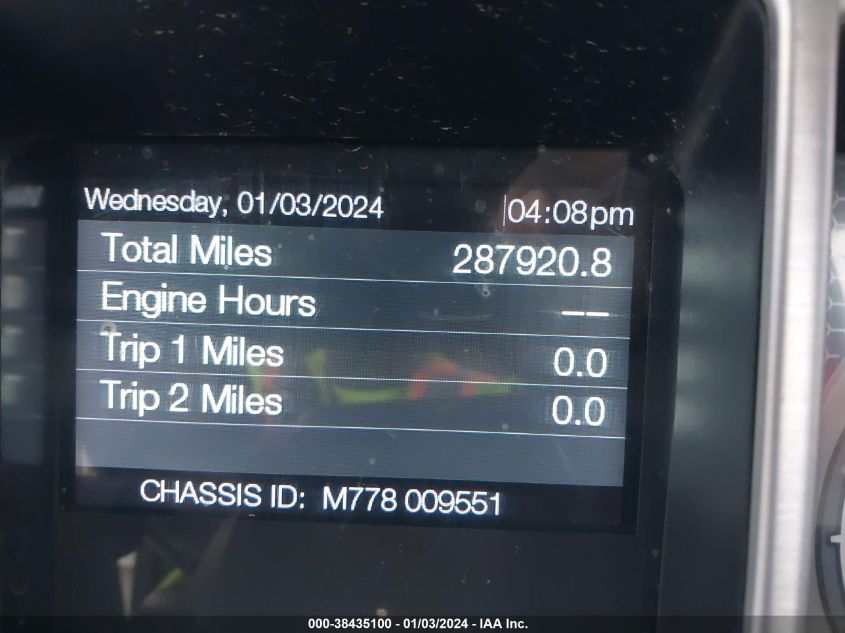 Wednesday, 01/03/2024 04:08pm
Total Miles 287920.8
Engine Hours ––
Trip 1 Miles 0.0
Trip 2 Miles 0.0
CHASSIS ID: M778 009551
000-38435100 - 01/03/2024 - IAA Inc.